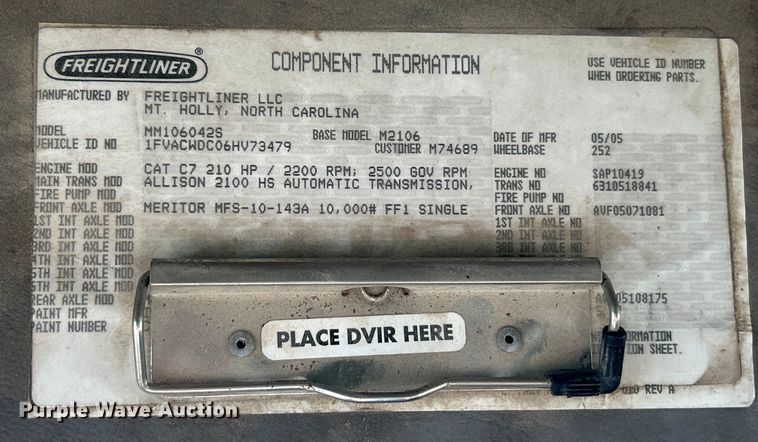 FREIGHTLINER ®
COMPONENT INFORMATION
USE VEHICLE ID NUMBER
WHEN ORDERING PARTS.
MANUFACTURED BY FREIGHTLINER LLC
MT. HOLLY, NORTH CAROLINA
MODEL MM106042S BASE MODEL M2106 DATE OF MFR 05/05
VEHICLE ID NO 1FVACWDC06HV73479 CUSTOMER M74689 WHEELBASE 252
ENGINE MOD CAT C7 210 HP / 2200 RPM; 2500 GOV RPM ENGINE NO SAP10419
MAIN TRANS MOD ALLISON 2100 HS AUTOMATIC TRANSMISSION, TRANS NO 6310518841
FIRE PUMP MOD FIRE PUMP NO
FRONT AXLE MOD MERITOR MFS-10-143A 10,000# FF1 SINGLE FRONT AXLE NO AVF05071081
1ST INT AXLE MOD 1ST INT AXLE NO
2ND INT AXLE MOD 2ND INT AXLE NO
3RD INT AXLE MOD 3RD INT AXLE NO
4TH INT AXLE MOD
5TH INT AXLE MOD
6TH INT AXLE MOD
REAR AXLE MOD 05108175
PAINT MFR
PAINT NUMBER
SHEET.
PLACE DVIR HERE
REV A
Purple Wave Auction